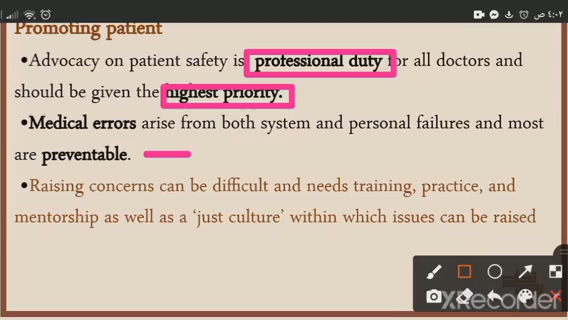 ٤:٠٢ ص
Promoting patient
•Advocacy on patient safety is professional duty for all doctors and
should be given the highest priority.
•Medical errors arise from both system and personal failures and most
are preventable.
•Raising concerns can be difficult and needs training, practice, and
mentorship as well as a ‘just culture’ within which issues can be raised
XRecorder